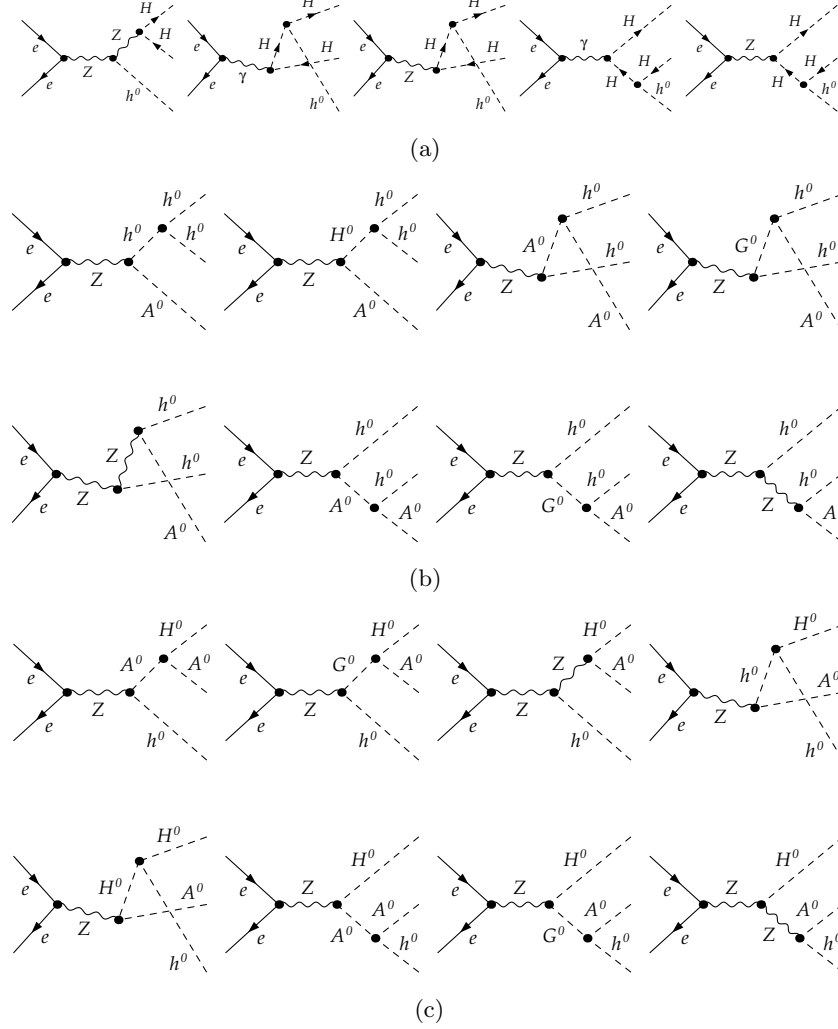 e Z Z H H e h⁰
e γ H H H e h⁰
e Z H H H e h⁰
e γ H H H H e h⁰
e Z H H H H e h⁰
(a)
e Z h⁰ h⁰ h⁰ e A⁰
e Z H⁰ h⁰ h⁰ e A⁰
e Z A⁰ h⁰ h⁰ e A⁰
e Z G⁰ h⁰ h⁰ e A⁰
e Z Z h⁰ h⁰ e A⁰
e Z h⁰ h⁰ A⁰ A⁰ e
e Z h⁰ h⁰ G⁰ A⁰ e
e Z h⁰ h⁰ Z A e
(b)
e Z A⁰ H⁰ A⁰ e h⁰
e Z G⁰ H⁰ A⁰ e h⁰
e Z Z H⁰ A⁰ e h⁰
e Z h⁰ H⁰ A⁰ e h⁰
e Z H⁰ H⁰ A⁰ e h⁰
e Z H⁰ A⁰ A⁰ h⁰ e
e Z H⁰ A⁰ G⁰ h⁰ e
e Z H⁰ A⁰ Z h⁰ e
(c)